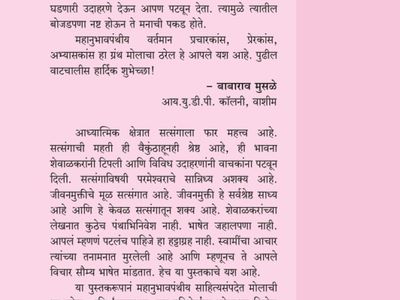 घडणारी उदाहरणे देऊन आपण पटवून देता. त्यामुळे त्यातील
बोजडपणा नष्ट होऊन ते मनाची पकड होते.
महानुभावपंथीय वर्तमान प्रचारकांस, प्रेरकांस,
अभ्यासकांस हा ग्रंथ मोलाचा ठरेल हे आपले यश आहे. पुढील
वाटचालीस हार्दिक शुभेच्छा!
– बाबाराव मुसळे
आय.यु.डी.पी. कॉलनी, वाशीम
आध्यात्मिक क्षेत्रात सत्संगाला फार महत्त्व आहे.
सत्संगाची महती ही वैकुंठाहूनही श्रेष्ठ आहे, ही भावना
शेवाळकरांनी टिपली आणि विविध उदाहरणांनी वाचकांना पटवून
दिली. सत्संगाविषयी परमेश्वराचे सान्निध्य अशक्य आहे.
जीवनमुक्तीचे मूळ सत्संगात आहे. जीवनमुक्ती हे सर्वश्रेष्ठ साध्य
आहे आणि हे केवळ सत्संगातून शक्य आहे. शेवाळकरांच्या
लेखनात कुठेच पंथाभिनिवेश नाही. भाषेत जहालपणा नाही.
आपलं म्हणणं पटलंच पाहिजे हा हट्टाग्रह नाही. स्वामींचा आचार
त्यांच्या तनामनात मुरलेली आहे आणि म्हणूनच ते आपले
विचार सौम्य भाषेत मांडतात. हेच या पुस्तकाचे यश आहे.
या पुस्तकरूपानं महानुभावपंथीय साहित्यसंपदेत मोलाची